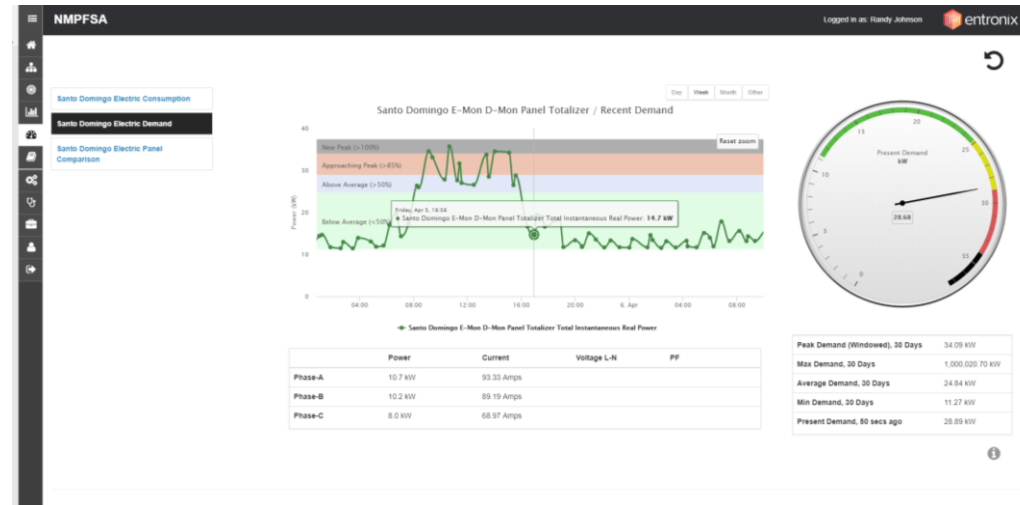 NMPFSA
Logged in as: Randy Johnson
entronix
Santo Domingo Electric Consumption
Santo Domingo Electric Demand
Santo Domingo Electric Panel
Comparison
Day Week Month Other
Santo Domingo E-Mon D-Mon Panel Totalizer / Recent Demand
Reset zoom
Power (kW)
40
30
20
10
0
New Peak (>100%)
Approaching Peak (>85%)
Above Average (>50%)
Below Average (<50%)
Friday, Apr 5, 16:56
Santo Domingo E-Mon D-Mon Panel Totalizer Total Instantaneous Real Power: 14.7 kW
04:00 08:00 12:00 16:00 20:00 6. Apr 04:00 08:00
Santo Domingo E-Mon D-Mon Panel Totalizer Total Instantaneous Real Power
Power Current Voltage L-N PF
Phase-A 10.7 kW 93.33 Amps
Phase-B 10.2 kW 89.19 Amps
Phase-C 8.0 kW 68.97 Amps
Present Demand
kW
0 5 10 15 20 25 30 35
28.68
Peak Demand (Windowed), 30 Days 34.09 kW
Max Demand, 30 Days 1,000,020.70 kW
Average Demand, 30 Days 24.84 kW
Min Demand, 30 Days 11.27 kW
Present Demand, 50 secs ago 28.89 kW